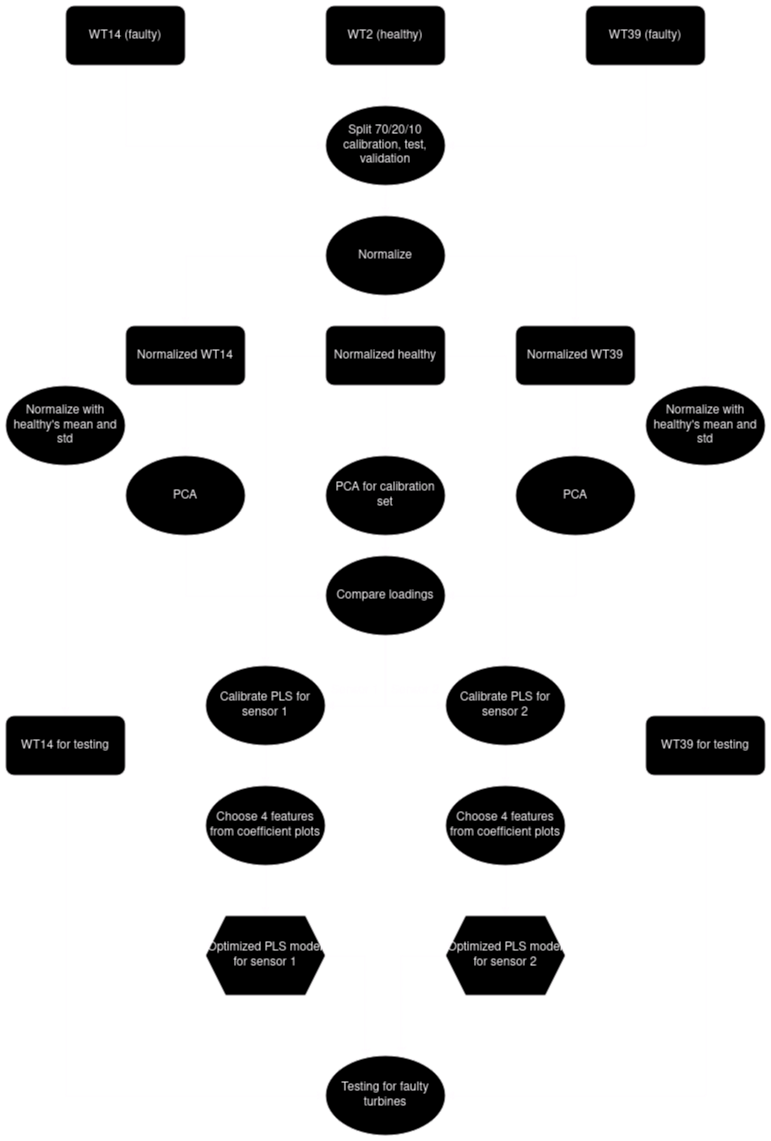 WT14 (faulty)
WT2 (healthy)
WT39 (faulty)
Split 70/20/10
calibration, test,
validation
Normalize
Normalized WT14
Normalized healthy
Normalized WT39
Normalize with
healthy's mean and
std
Normalize with
healthy's mean and
std
PCA
PCA for calibration
set
PCA
Compare loadings
Calibrate PLS for
sensor 1
Calibrate PLS for
sensor 2
WT14 for testing
WT39 for testing
Choose 4 features
from coefficient plots
Choose 4 features
from coefficient plots
Optimized PLS model
for sensor 1
Optimized PLS model
for sensor 2
Testing for faulty
turbines